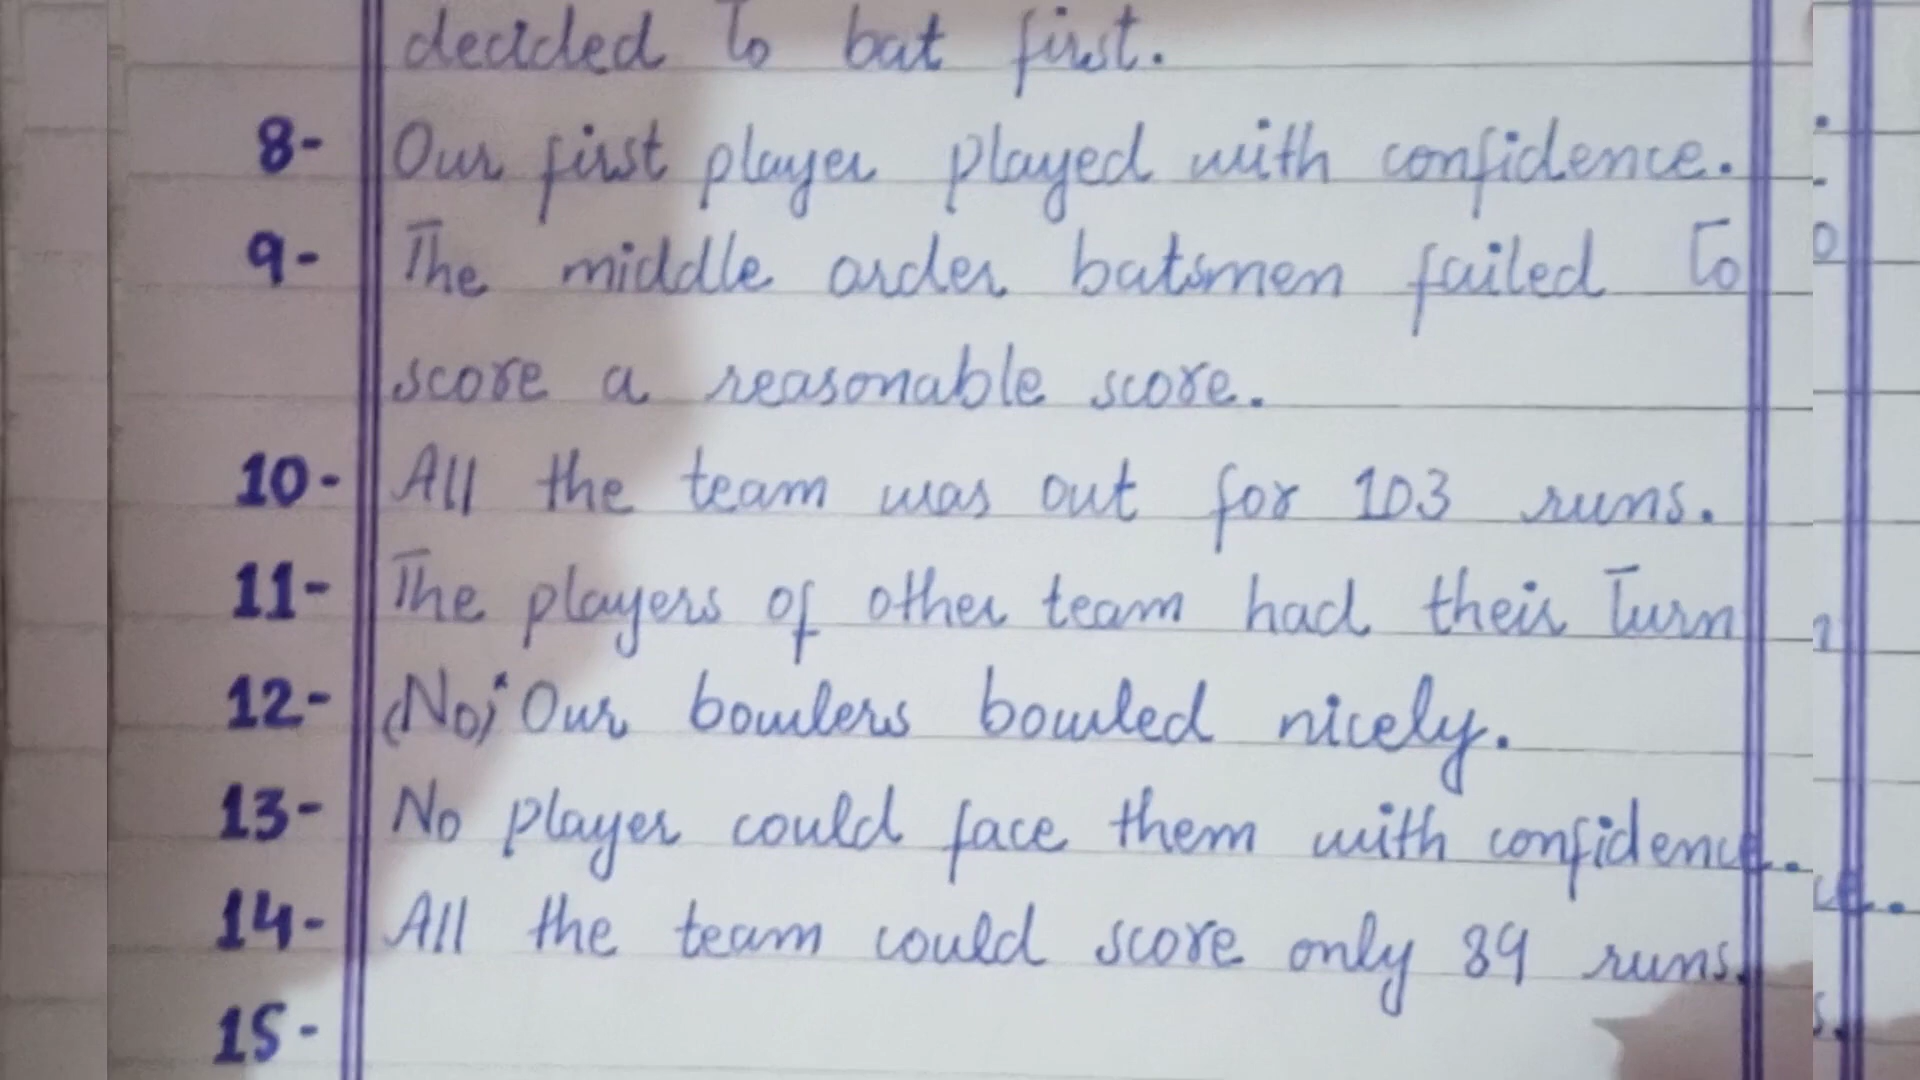 decided to bat first.
8- Our first player played with confidence.
9- The middle order batsmen failed to
score a reasonable score.
10- All the team was out for 103 runs.
11- The players of other team had their turn
12- (No) Our bowlers bowled nicely.
13- No player could face them with confidence.
14- All the team could score only 89 runs.
15-